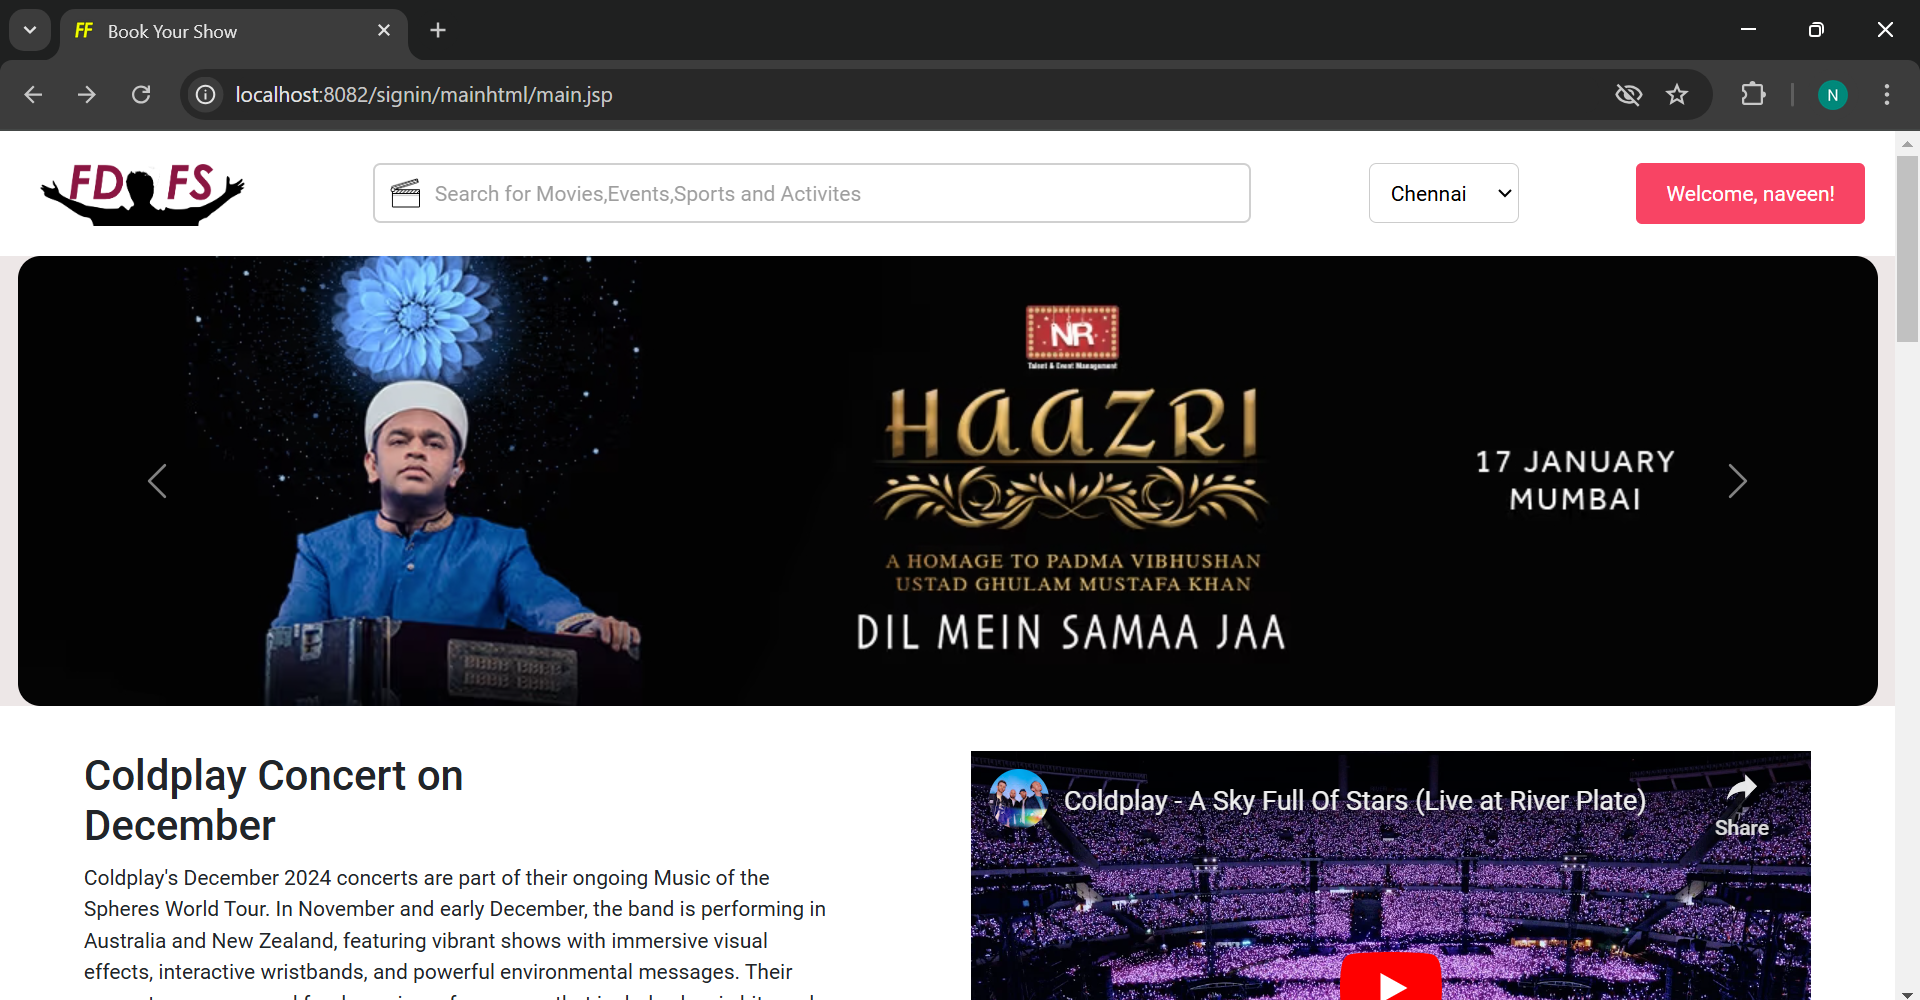 FF Book Your Show
localhost:8082/signin/mainhtml/main.jsp
N
FD FS
Search for Movies,Events,Sports and Activites
Chennai
Welcome, naveen!
NR
Talent & Event Management
HAAZRI
17 JANUARY
MUMBAI
A HOMAGE TO PADMA VIBHUSHAN
USTAD GHULAM MUSTAFA KHAN
DIL MEIN SAMAA JAA
Coldplay Concert on
December
Coldplay's December 2024 concerts are part of their ongoing Music of the
Spheres World Tour. In November and early December, the band is performing in
Australia and New Zealand, featuring vibrant shows with immersive visual
effects, interactive wristbands, and powerful environmental messages. Their
Coldplay - A Sky Full Of Stars (Live at River Plate)
Share